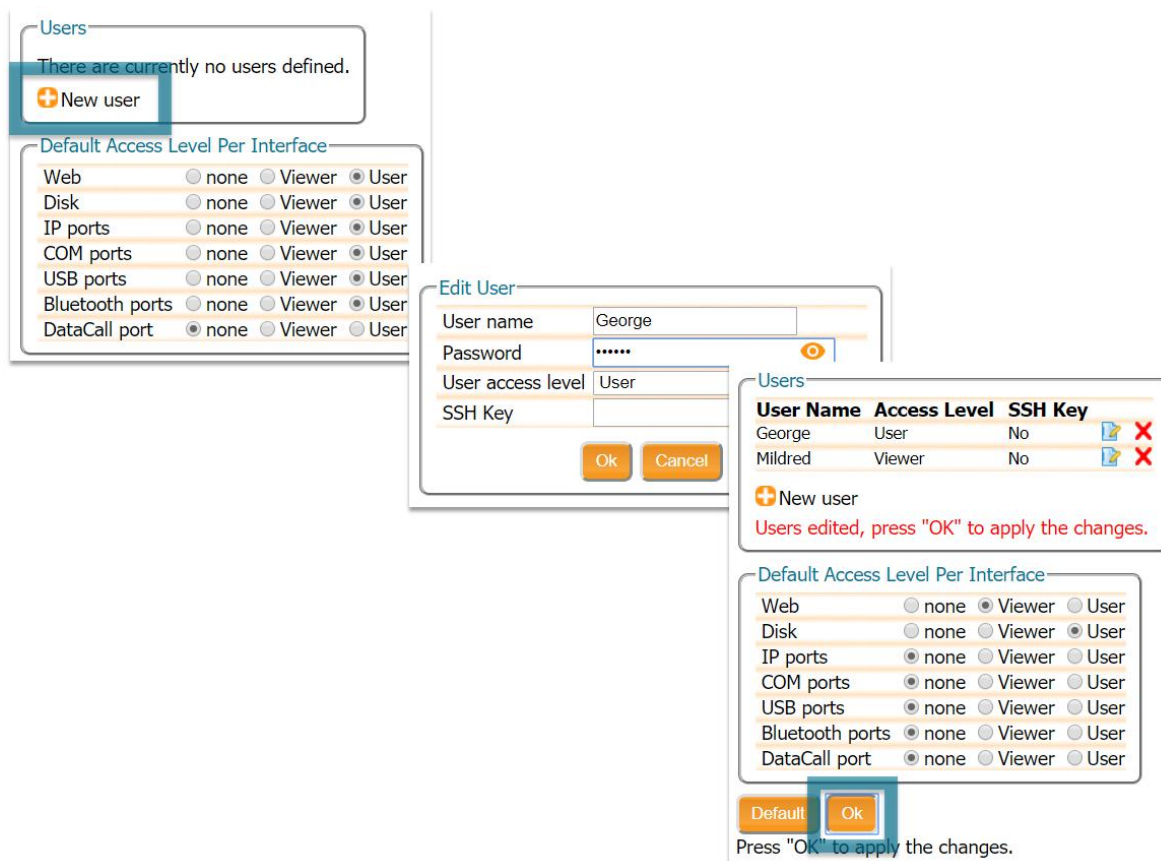 Users
There are currently no users defined.
New user
Default Access Level Per Interface
Web none Viewer User
Disk none Viewer User
IP ports none Viewer User
COM ports none Viewer User
USB ports none Viewer User
Bluetooth ports none Viewer User
DataCall port none Viewer User
Edit User
User name George
Password ••••••
User access level User
SSH Key
Ok Cancel
Users
User Name Access Level SSH Key
George User No
Mildred Viewer No
New user
Users edited, press "OK" to apply the changes.
Default Access Level Per Interface
Web none Viewer User
Disk none Viewer User
IP ports none Viewer User
COM ports none Viewer User
USB ports none Viewer User
Bluetooth ports none Viewer User
DataCall port none Viewer User
Default Ok
Press "OK" to apply the changes.